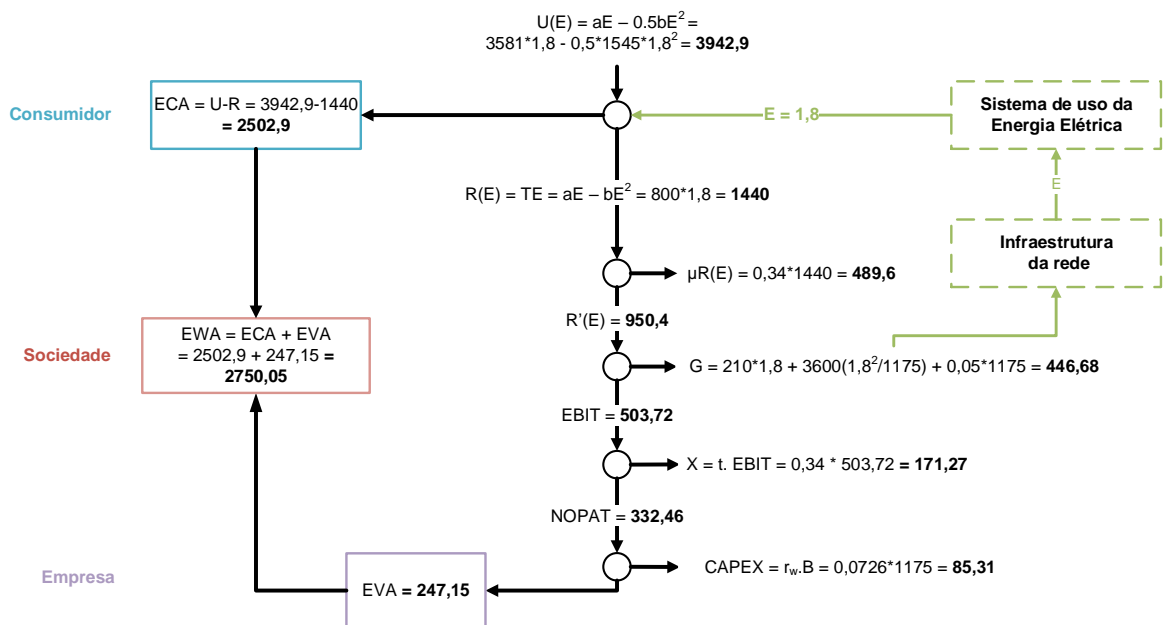 U(E) = aE – 0.5bE² =
3581*1,8 - 0,5*1545*1,8² = 3942,9
Consumidor
ECA = U-R = 3942,9-1440
= 2502,9
E = 1,8
Sistema de uso da
Energia Elétrica
E
R(E) = TE = aE – bE² = 800*1,8 = 1440
Infraestrutura
da rede
µR(E) = 0,34*1440 = 489,6
R'(E) = 950,4
Sociedade
EWA = ECA + EVA
= 2502,9 + 247,15 =
2750,05
G = 210*1,8 + 3600(1,8²/1175) + 0,05*1175 = 446,68
EBIT = 503,72
X = t. EBIT = 0,34 * 503,72 = 171,27
NOPAT = 332,46
Empresa
EVA = 247,15
CAPEX = r_w.B = 0,0726*1175 = 85,31